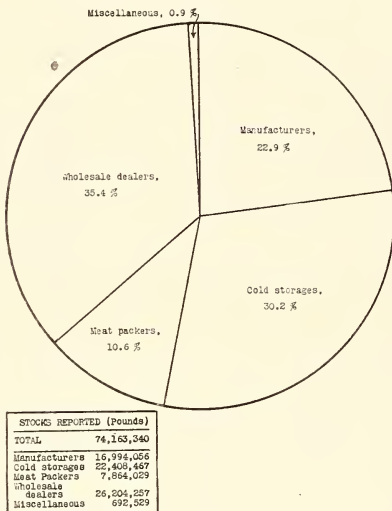 Miscellaneous, 0.9 %
Manufacturers,
22.9 %
Wholesale dealers,
35.4 %
Cold storages,
30.2 %
Meat packers,
10.6 %
STOCKS REPORTED (Pounds)
TOTAL 74,163,340
Manufacturers 16,994,056
Cold storages 22,408,467
Meat Packers 7,864,029
Wholesale
dealers 26,204,257
Miscellaneous 692,529